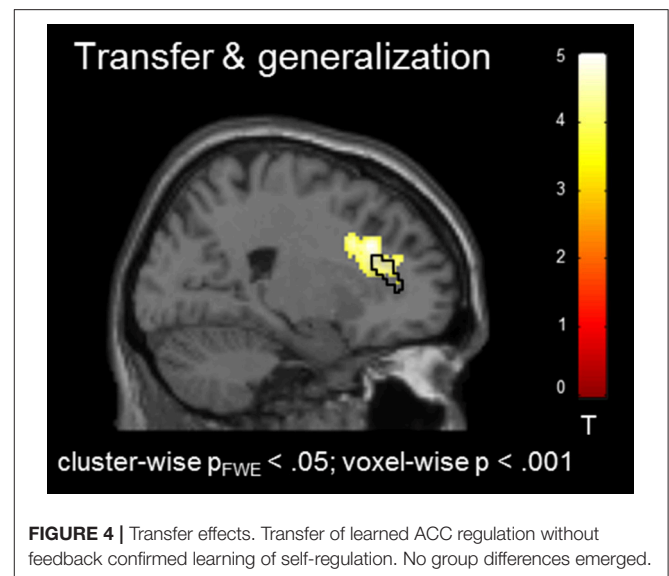 Transfer & generalization
5
4
3
2
1
0
T
cluster-wise pFWE < .05; voxel-wise p < .001
FIGURE 4 | Transfer effects. Transfer of learned ACC regulation without
feedback confirmed learning of self-regulation. No group differences emerged.